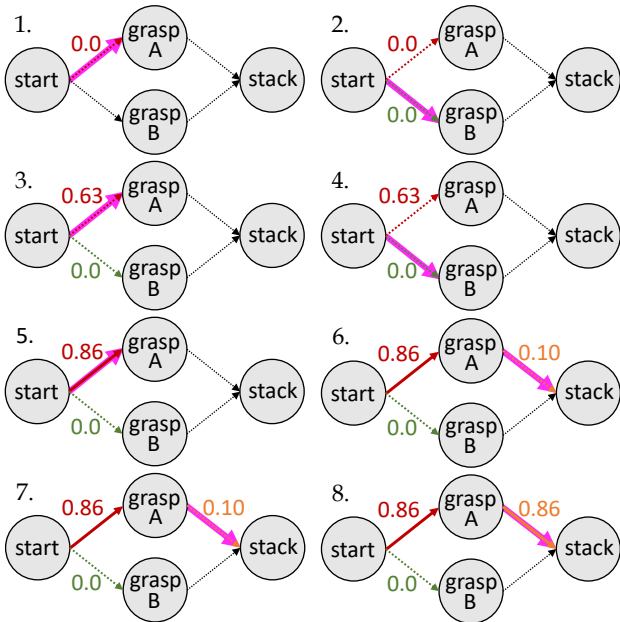 1.
0.0
grasp
A
start
stack
grasp
B
2.
0.0
grasp
A
start
stack
0.0
grasp
B
3.
0.63
grasp
A
start
stack
0.0
grasp
B
4.
0.63
grasp
A
start
stack
0.0
grasp
B
5.
0.86
grasp
A
start
stack
0.0
grasp
B
6.
0.86
grasp
A
0.10
start
stack
0.0
grasp
B
7.
0.86
grasp
A
0.10
start
stack
0.0
grasp
B
8.
0.86
grasp
A
0.86
start
stack
0.0
grasp
B